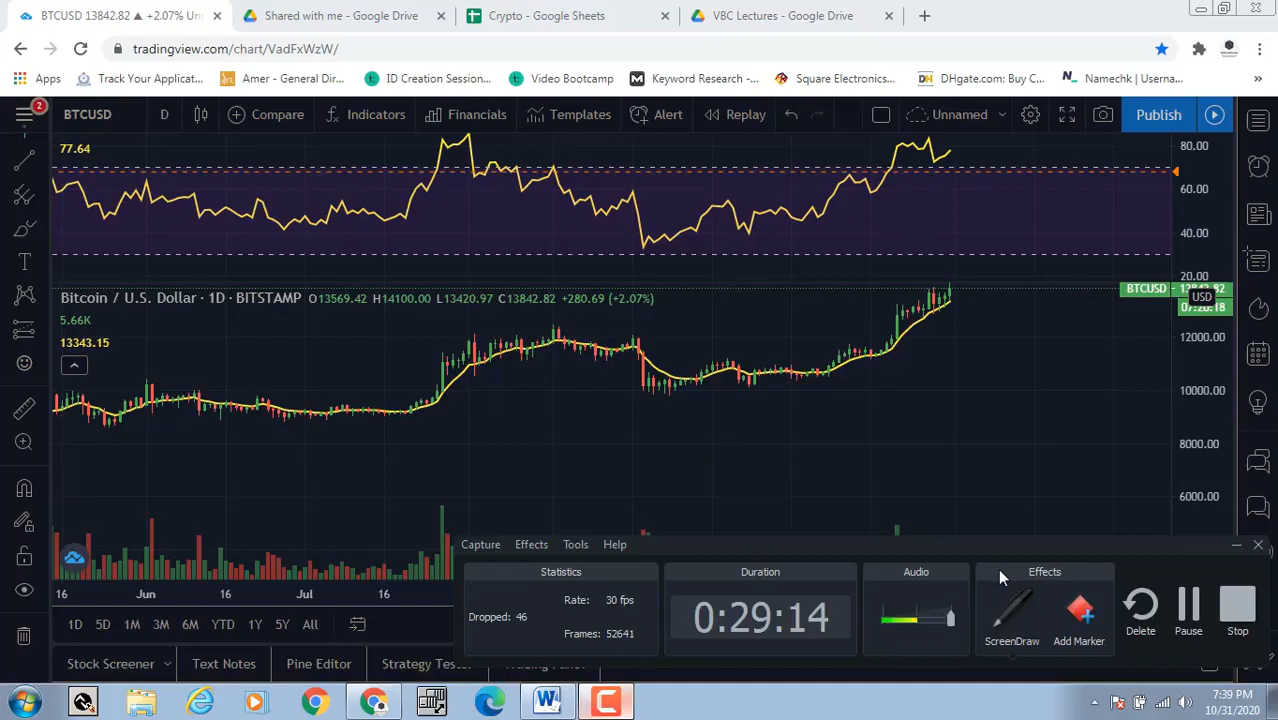 BTCUSD 13842.82 ▲ +2.07% Un
Shared with me - Google Drive
Crypto - Google Sheets
VBC Lectures - Google Drive
tradingview.com/chart/VadFxWzW/
Apps
Track Your Applicat...
Amer - General Dir...
ID Creation Session...
Video Bootcamp
Keyword Research -...
Square Electronics...
DHgate.com: Buy C...
Namechk | Userna...
2
BTCUSD
D
Compare
Indicators
Financials
Templates
Alert
Replay
Unnamed
Publish
77.64
80.00
60.00
40.00
20.00
Bitcoin / U.S. Dollar · 1D · BITSTAMP O13569.42 H14100.00 L13420.97 C13842.82 +280.69 (+2.07%)
BTCUSD
USD
5.66K
13343.15
12000.00
10000.00
8000.00
6000.00
16
Jun
16
Jul
16
1D
5D
1M
3M
6M
YTD
1Y
5Y
All
Stock Screener
Text Notes
Pine Editor
Strategy Teste
Capture
Effects
Tools
Help
Statistics
Duration
Audio
Effects
Dropped: 46
Rate: 30 fps
Frames: 52641
0:29:14
ScreenDraw
Add Marker
Delete
Pause
Stop
7:39 PM
10/31/2020